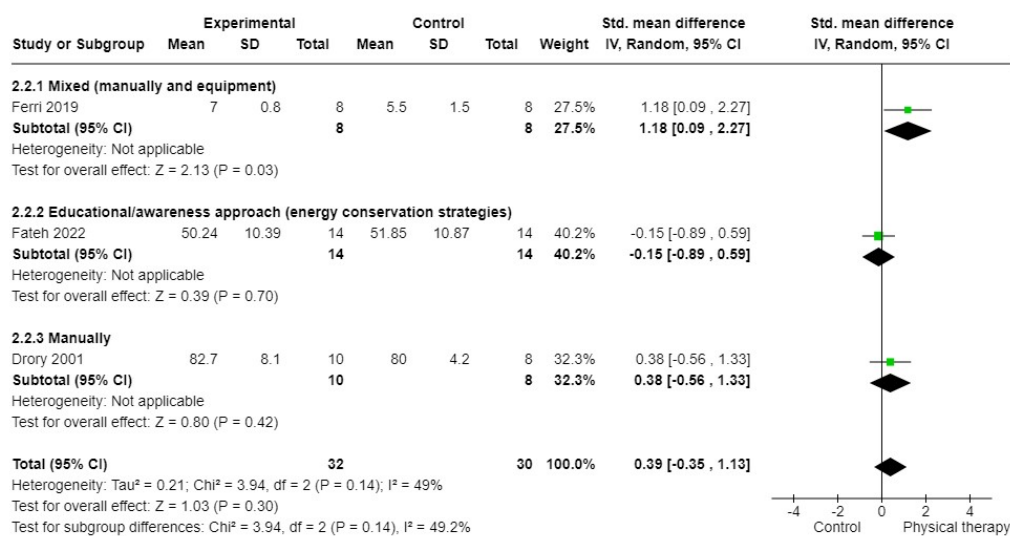 Experimental Control Std. mean difference Std. mean difference
Study or Subgroup Mean SD Total Mean SD Total Weight IV, Random, 95% CI IV, Random, 95% CI
2.2.1 Mixed (manually and equipment)
Ferri 2019 7 0.8 8 5.5 1.5 8 27.5% 1.18 [0.09 , 2.27]
Subtotal (95% CI) 8 8 27.5% 1.18 [0.09 , 2.27]
Heterogeneity: Not applicable
Test for overall effect: Z = 2.13 (P = 0.03)
2.2.2 Educational/awareness approach (energy conservation strategies)
Fateh 2022 50.24 10.39 14 51.85 10.87 14 40.2% -0.15 [-0.89 , 0.59]
Subtotal (95% CI) 14 14 40.2% -0.15 [-0.89 , 0.59]
Heterogeneity: Not applicable
Test for overall effect: Z = 0.39 (P = 0.70)
2.2.3 Manually
Drory 2001 82.7 8.1 10 80 4.2 8 32.3% 0.38 [-0.56 , 1.33]
Subtotal (95% CI) 10 8 32.3% 0.38 [-0.56 , 1.33]
Heterogeneity: Not applicable
Test for overall effect: Z = 0.80 (P = 0.42)
Total (95% CI) 32 30 100.0% 0.39 [-0.35 , 1.13]
Heterogeneity: Tau² = 0.21; Chi² = 3.94, df = 2 (P = 0.14); I² = 49%
Test for overall effect: Z = 1.03 (P = 0.30)
Test for subgroup differences: Chi² = 3.94, df = 2 (P = 0.14), I² = 49.2%
-4 -2 0 2 4
Control Physical therapy